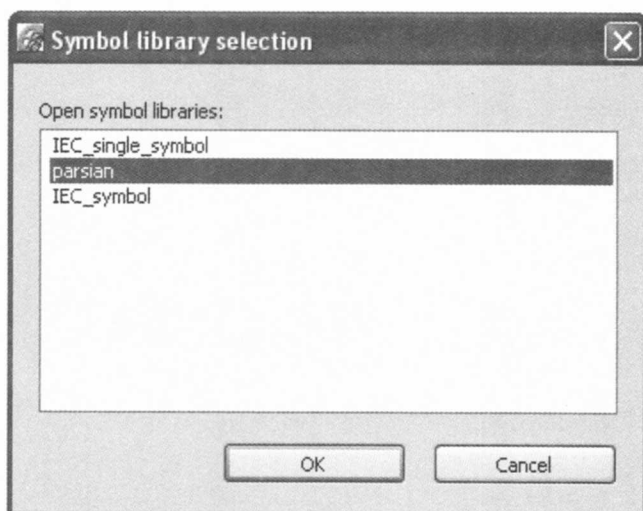 Symbol library selection
Open symbol libraries:
IEC_single_symbol
parsian
IEC_symbol
OK
Cancel